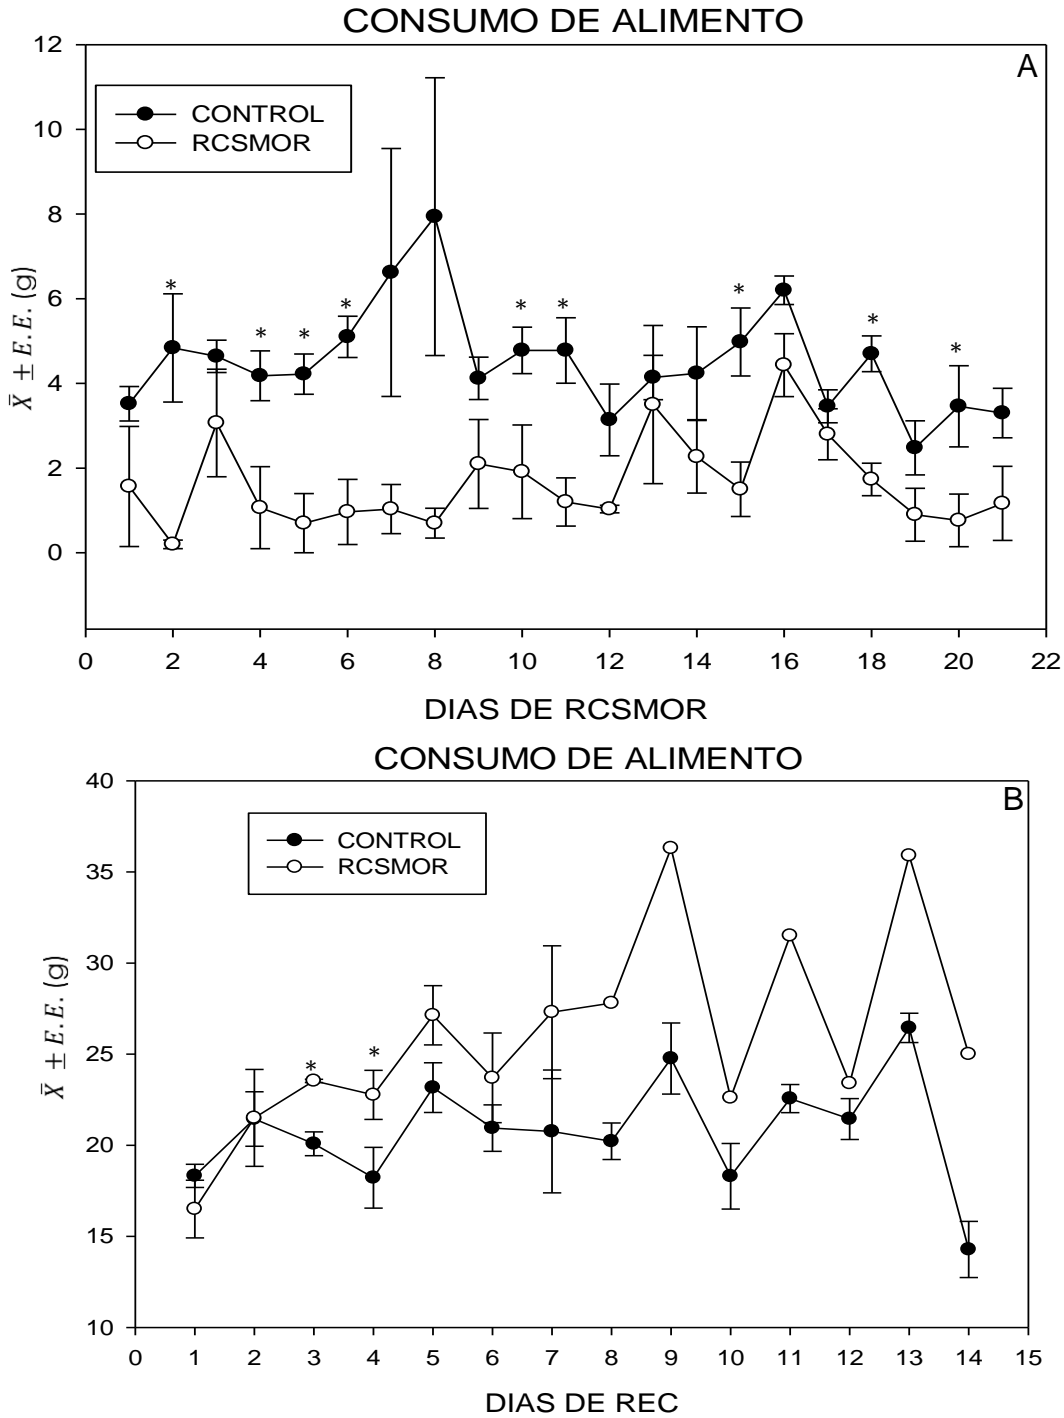 CONSUMO DE ALIMENTO
A
CONTROL
RCSMOR
12
10
8
6
4
2
0
X̄ ± E.E. (g)
* * * * * * * * *
0 2 4 6 8 10 12 14 16 18 20 22
DIAS DE RCSMOR
CONSUMO DE ALIMENTO
B
CONTROL
RCSMOR
40
35
30
25
20
15
10
X̄ ± E.E. (g)
* *
0 1 2 3 4 5 6 7 8 9 10 11 12 13 14 15
DIAS DE REC